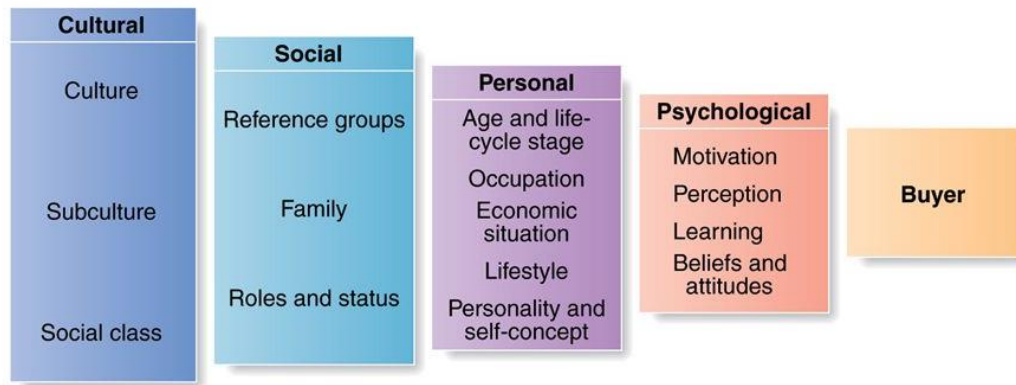 Cultural
Culture
Subculture
Social class
Social
Reference groups
Family
Roles and status
Personal
Age and life-
cycle stage
Occupation
Economic
situation
Lifestyle
Personality and
self-concept
Psychological
Motivation
Perception
Learning
Beliefs and
attitudes
Buyer